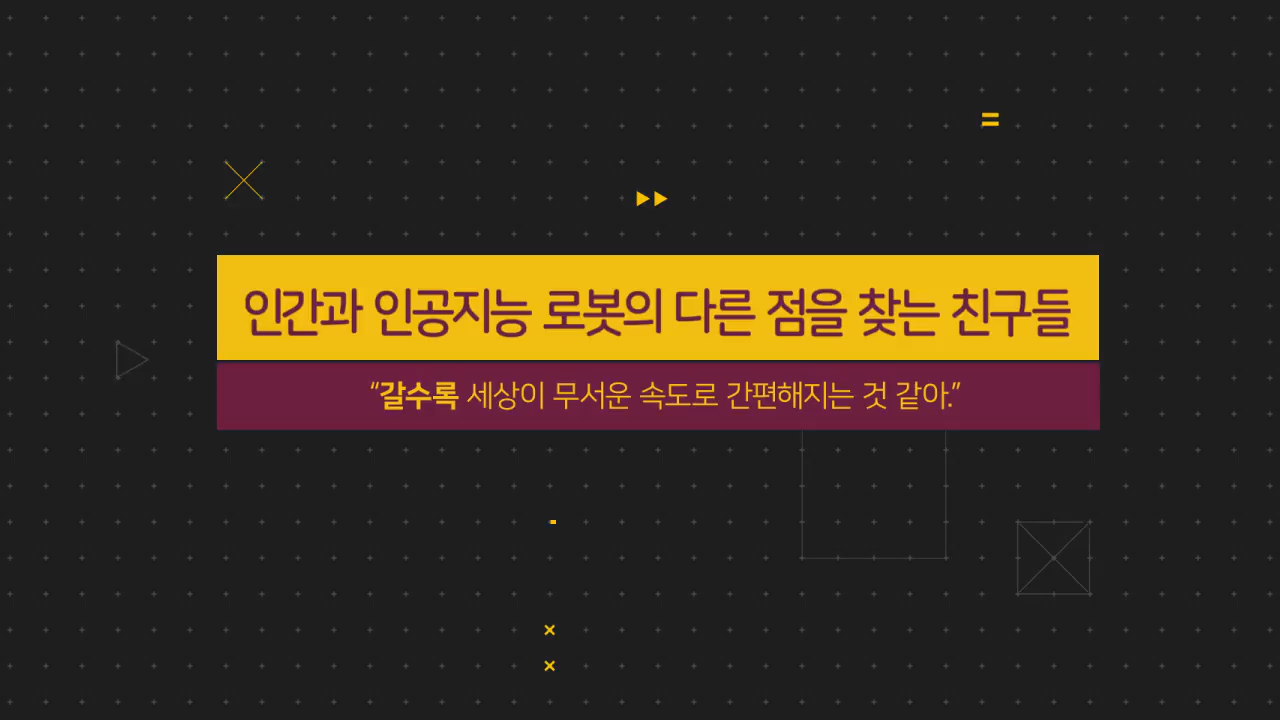 인간과 인공지능 로봇의 다른 점을 찾는 친구들
“갈수록 세상이 무서운 속도로 간편해지는 것 같아.”